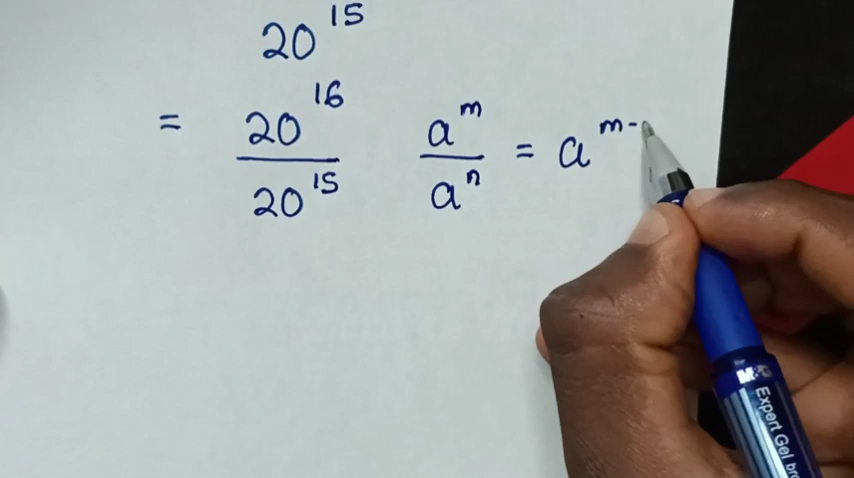 20^15
= 20^16 / 20^15   a^m / a^n = a^m-
M&G Expert Gel